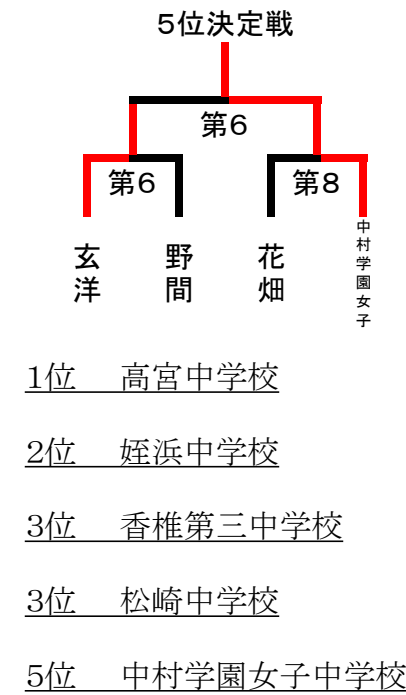 5位決定戦
第6
第6
第8
玄洋
野間
花畑
中村学園女子
1位 高宮中学校
2位 姪浜中学校
3位 香椎第三中学校
3位 松崎中学校
5位 中村学園女子中学校